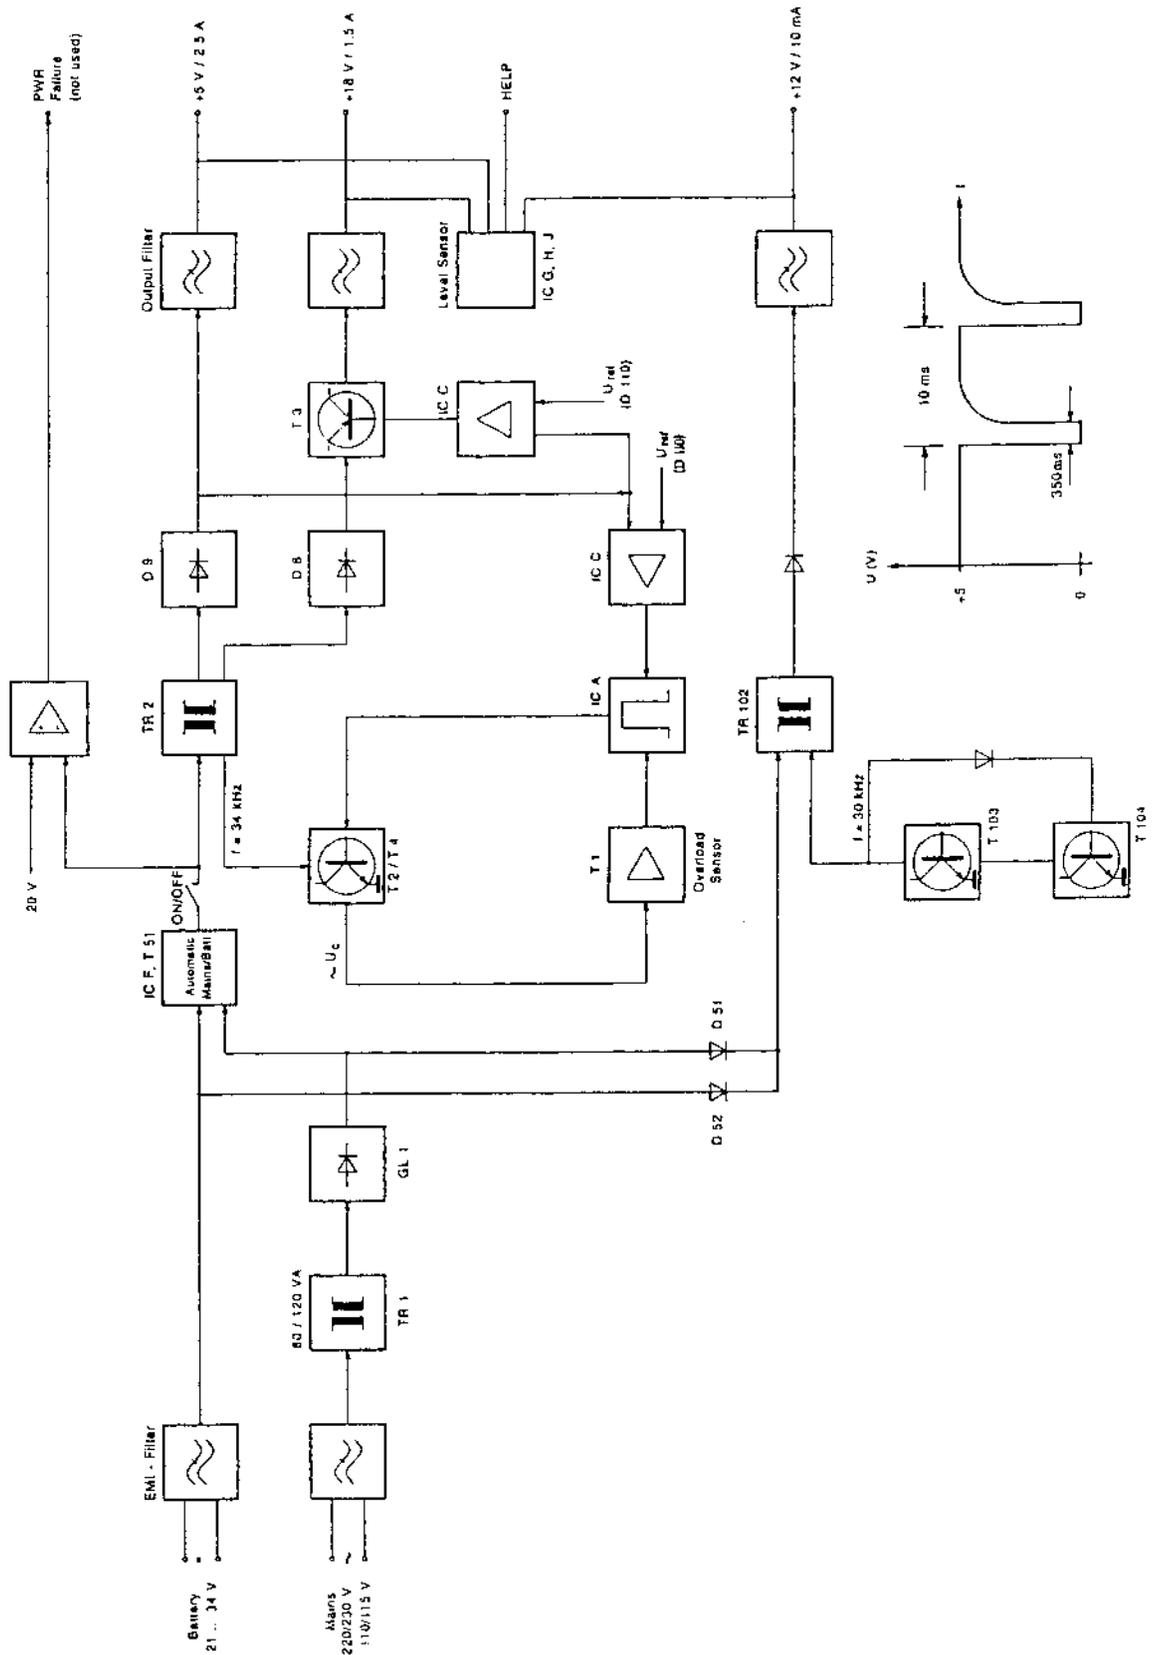 PWR
Failure
(not used)
+5 V / 2.5 A
+18 V / 1.5 A
HELP
+12 V / 10 mA
Output Filter
Level Sensor
IC G, H, J
T 3
IC C
U ref
(D 110)
U ref
D 9
D 8
IC C
TR 2
IC A
TR 102
f = 34 kHz
T 2 / T 4
T 1
Overload
Sensor
20 V
ON/OFF
IC F, T 51
Automatic
Mains/Batt
~ Uc
D 51
D 52
GL 1
80 / 120 VA
TR 1
EMI - Filter
Battery
21 .. 34 V
=
Mains
220/230 V
110/115 V
~
f = 30 kHz
T 103
T 104
U (V)
+5
0
10 ms
350ms
t